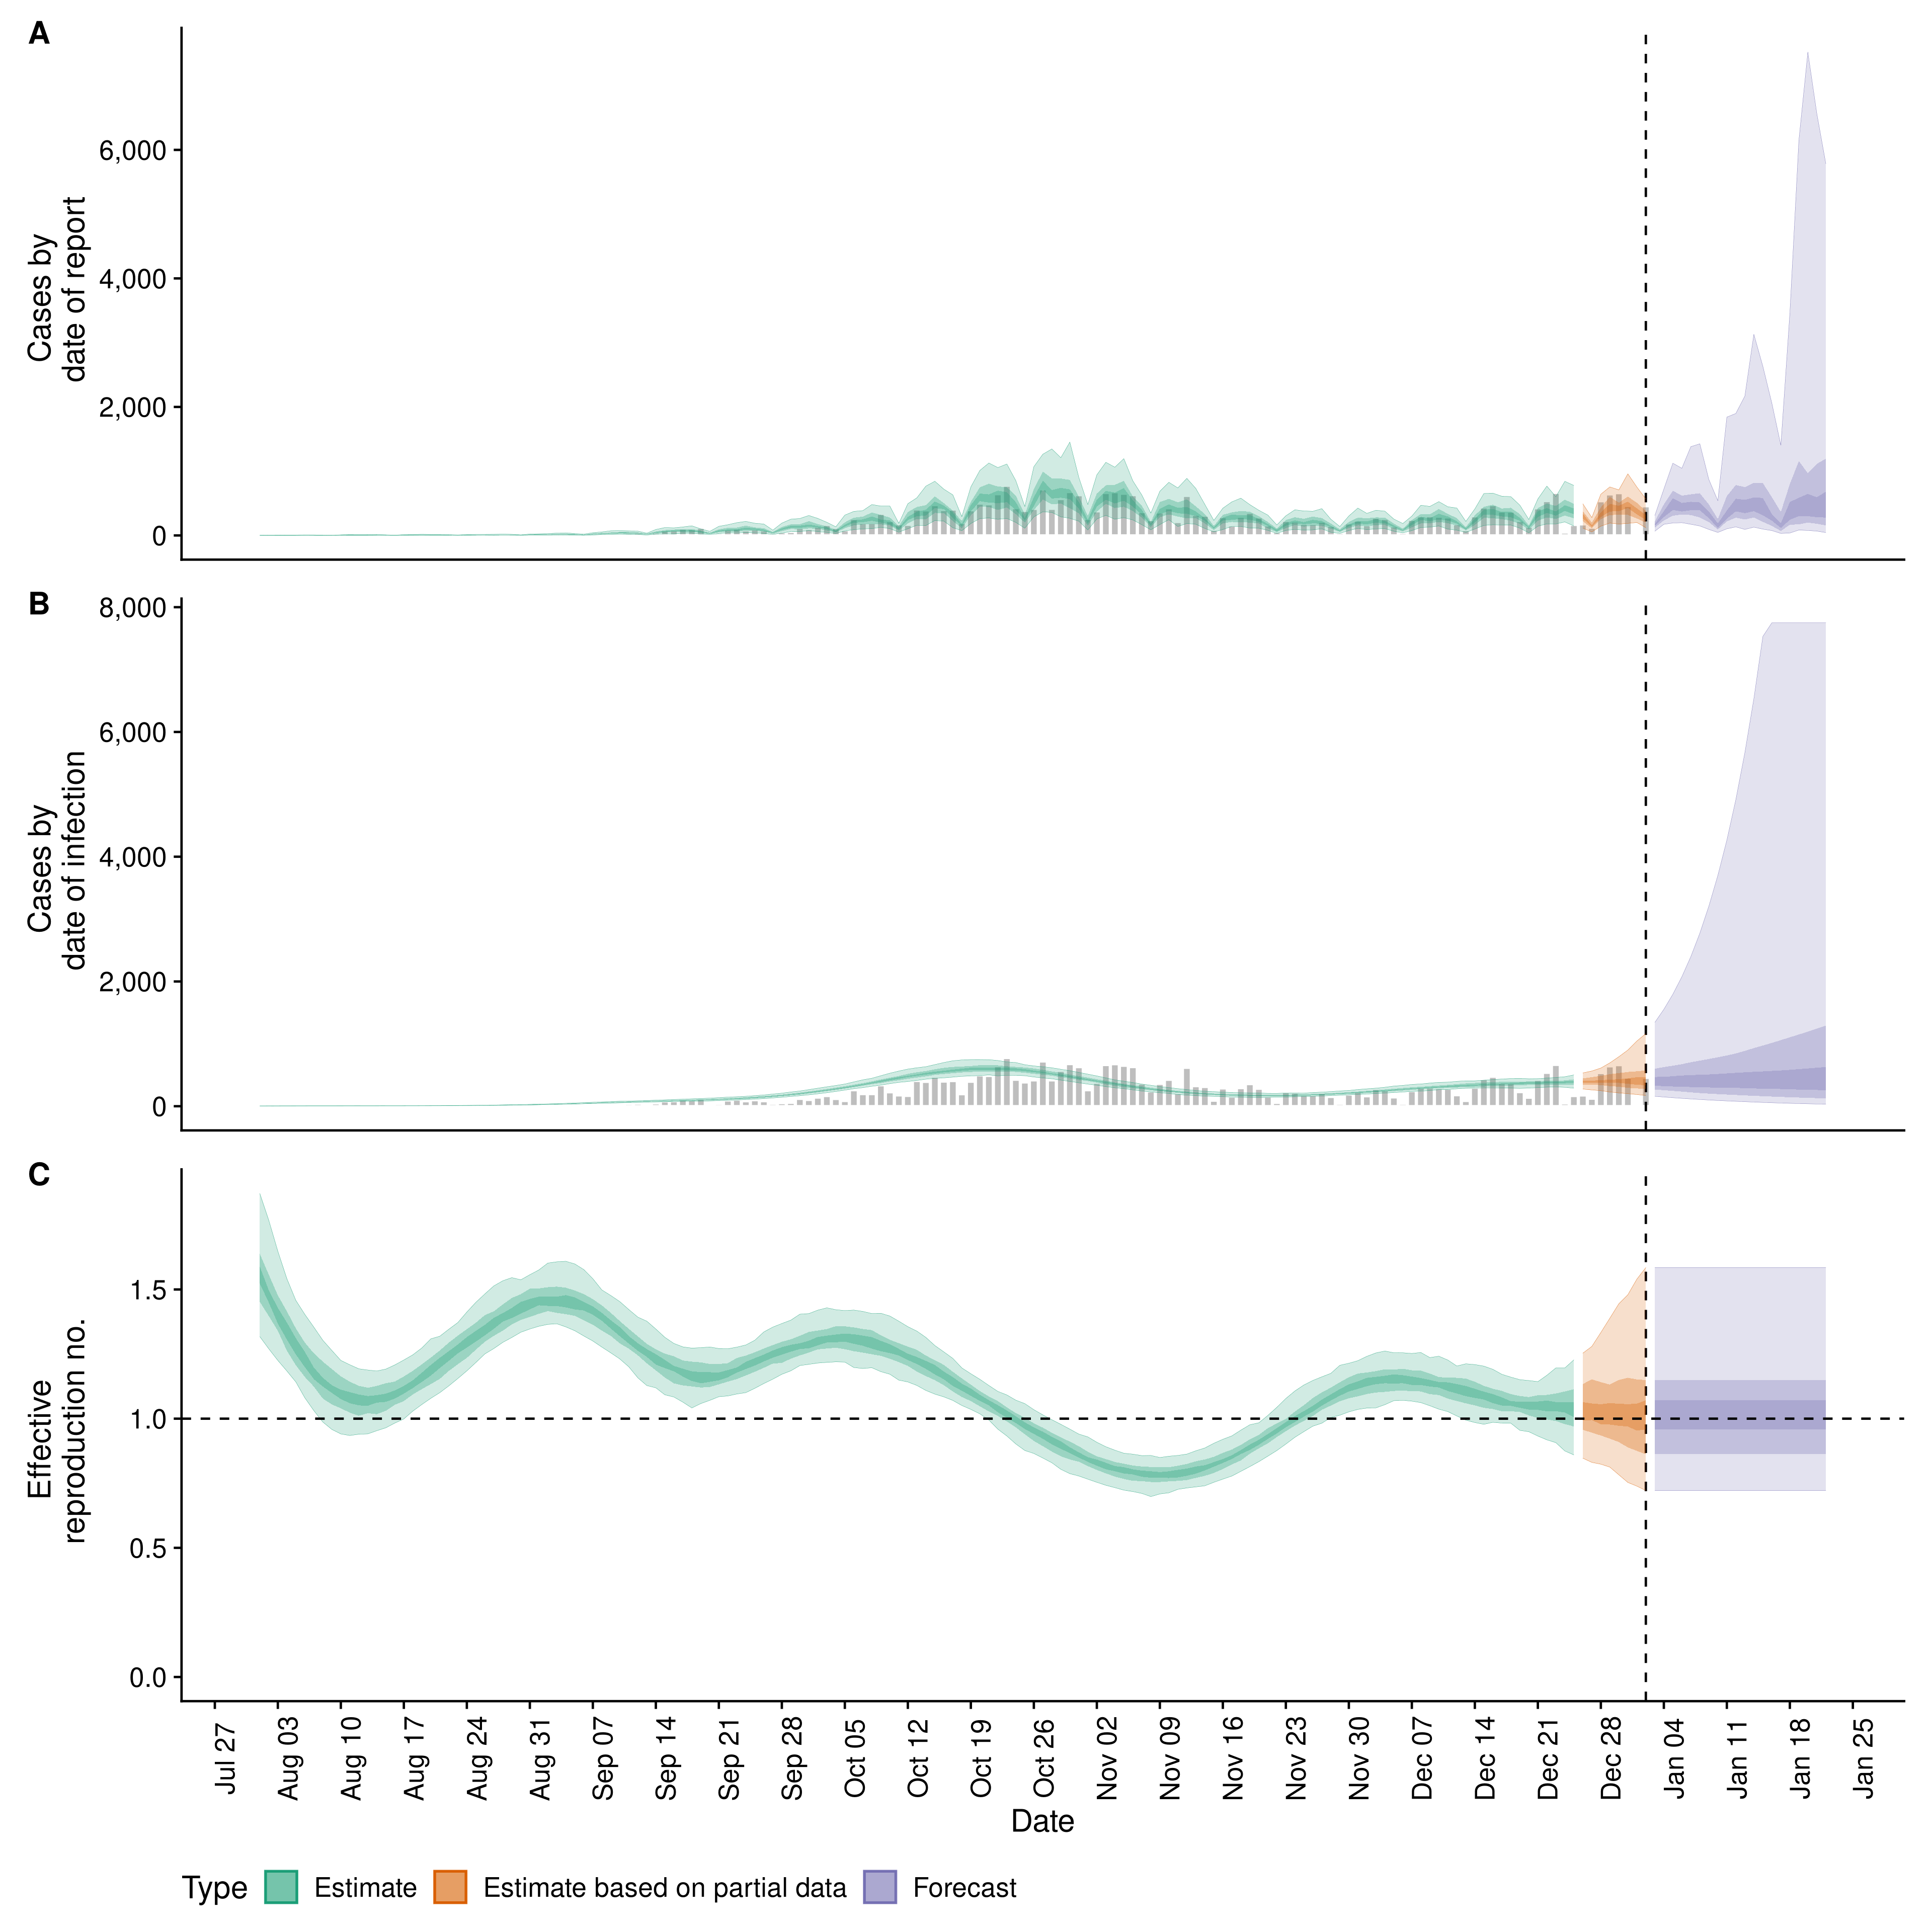 A
Cases by
date of report
6,000
4,000
2,000
0
B
Cases by
date of infection
8,000
6,000
4,000
2,000
0
C
Effective
reproduction no.
1.5
1.0
0.5
0.0
Jul 27
Aug 03
Aug 10
Aug 17
Aug 24
Aug 31
Sep 07
Sep 14
Sep 21
Sep 28
Oct 05
Oct 12
Oct 19
Oct 26
Nov 02
Nov 09
Nov 16
Nov 23
Nov 30
Dec 07
Dec 14
Dec 21
Dec 28
Jan 04
Jan 11
Jan 18
Jan 25
Date
Type Estimate Estimate based on partial data Forecast